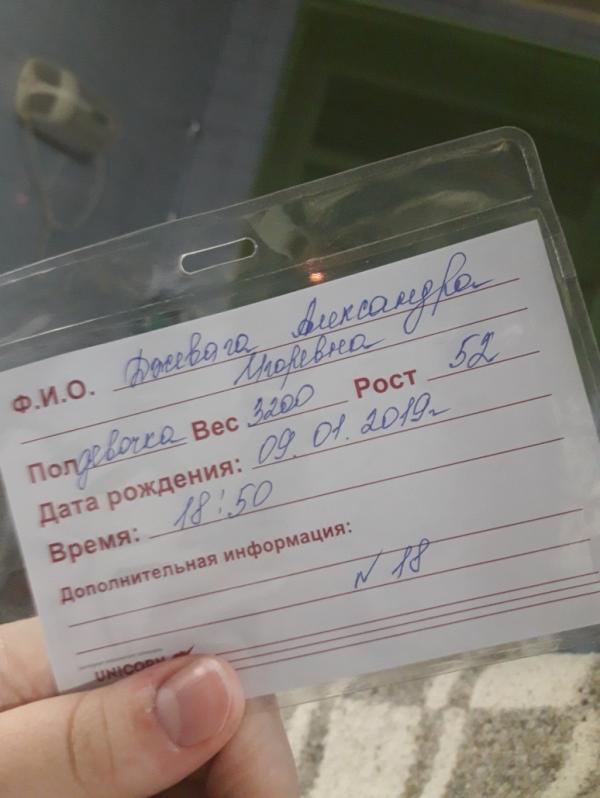 Ф.И.О. Джевага Александра
Игоревна
Пол девочка Вес 3200 Рост 52
Дата рождения: 09.01.2019г
Время: 18:50
Дополнительная информация:
N 18
UNICORN